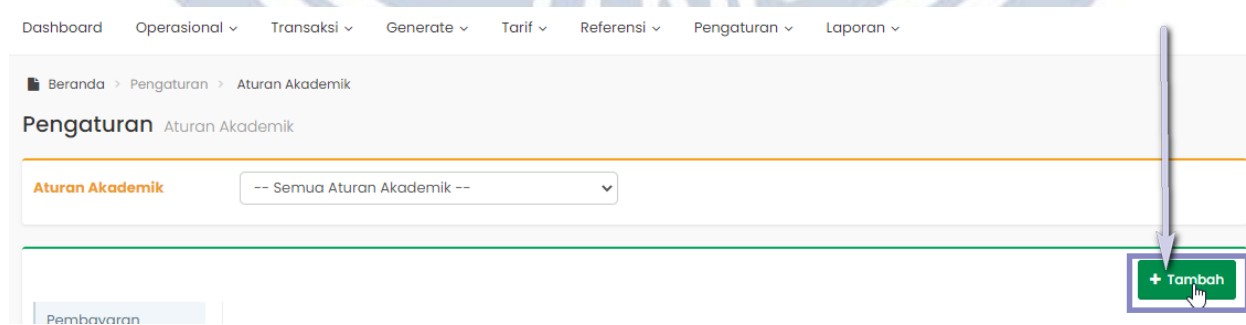 Dashboard Operasional Transaksi Generate Tarif Referensi Pengaturan Laporan
Beranda > Pengaturan > Aturan Akademik
Pengaturan Aturan Akademik
Aturan Akademik -- Semua Aturan Akademik --
+ Tambah
Pembayaran